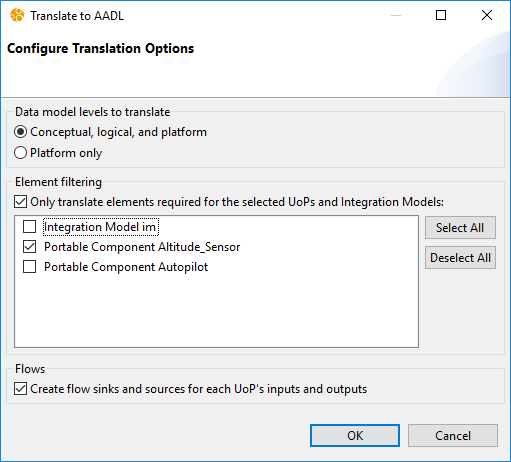 Translate to AADL
Configure Translation Options
Data model levels to translate
Conceptual, logical, and platform
Platform only
Element filtering
Only translate elements required for the selected UoPs and Integration Models:
Integration Model im
Select All
Portable Component Altitude_Sensor
Deselect All
Portable Component Autopilot
Flows
Create flow sinks and sources for each UoP's inputs and outputs
OK
Cancel